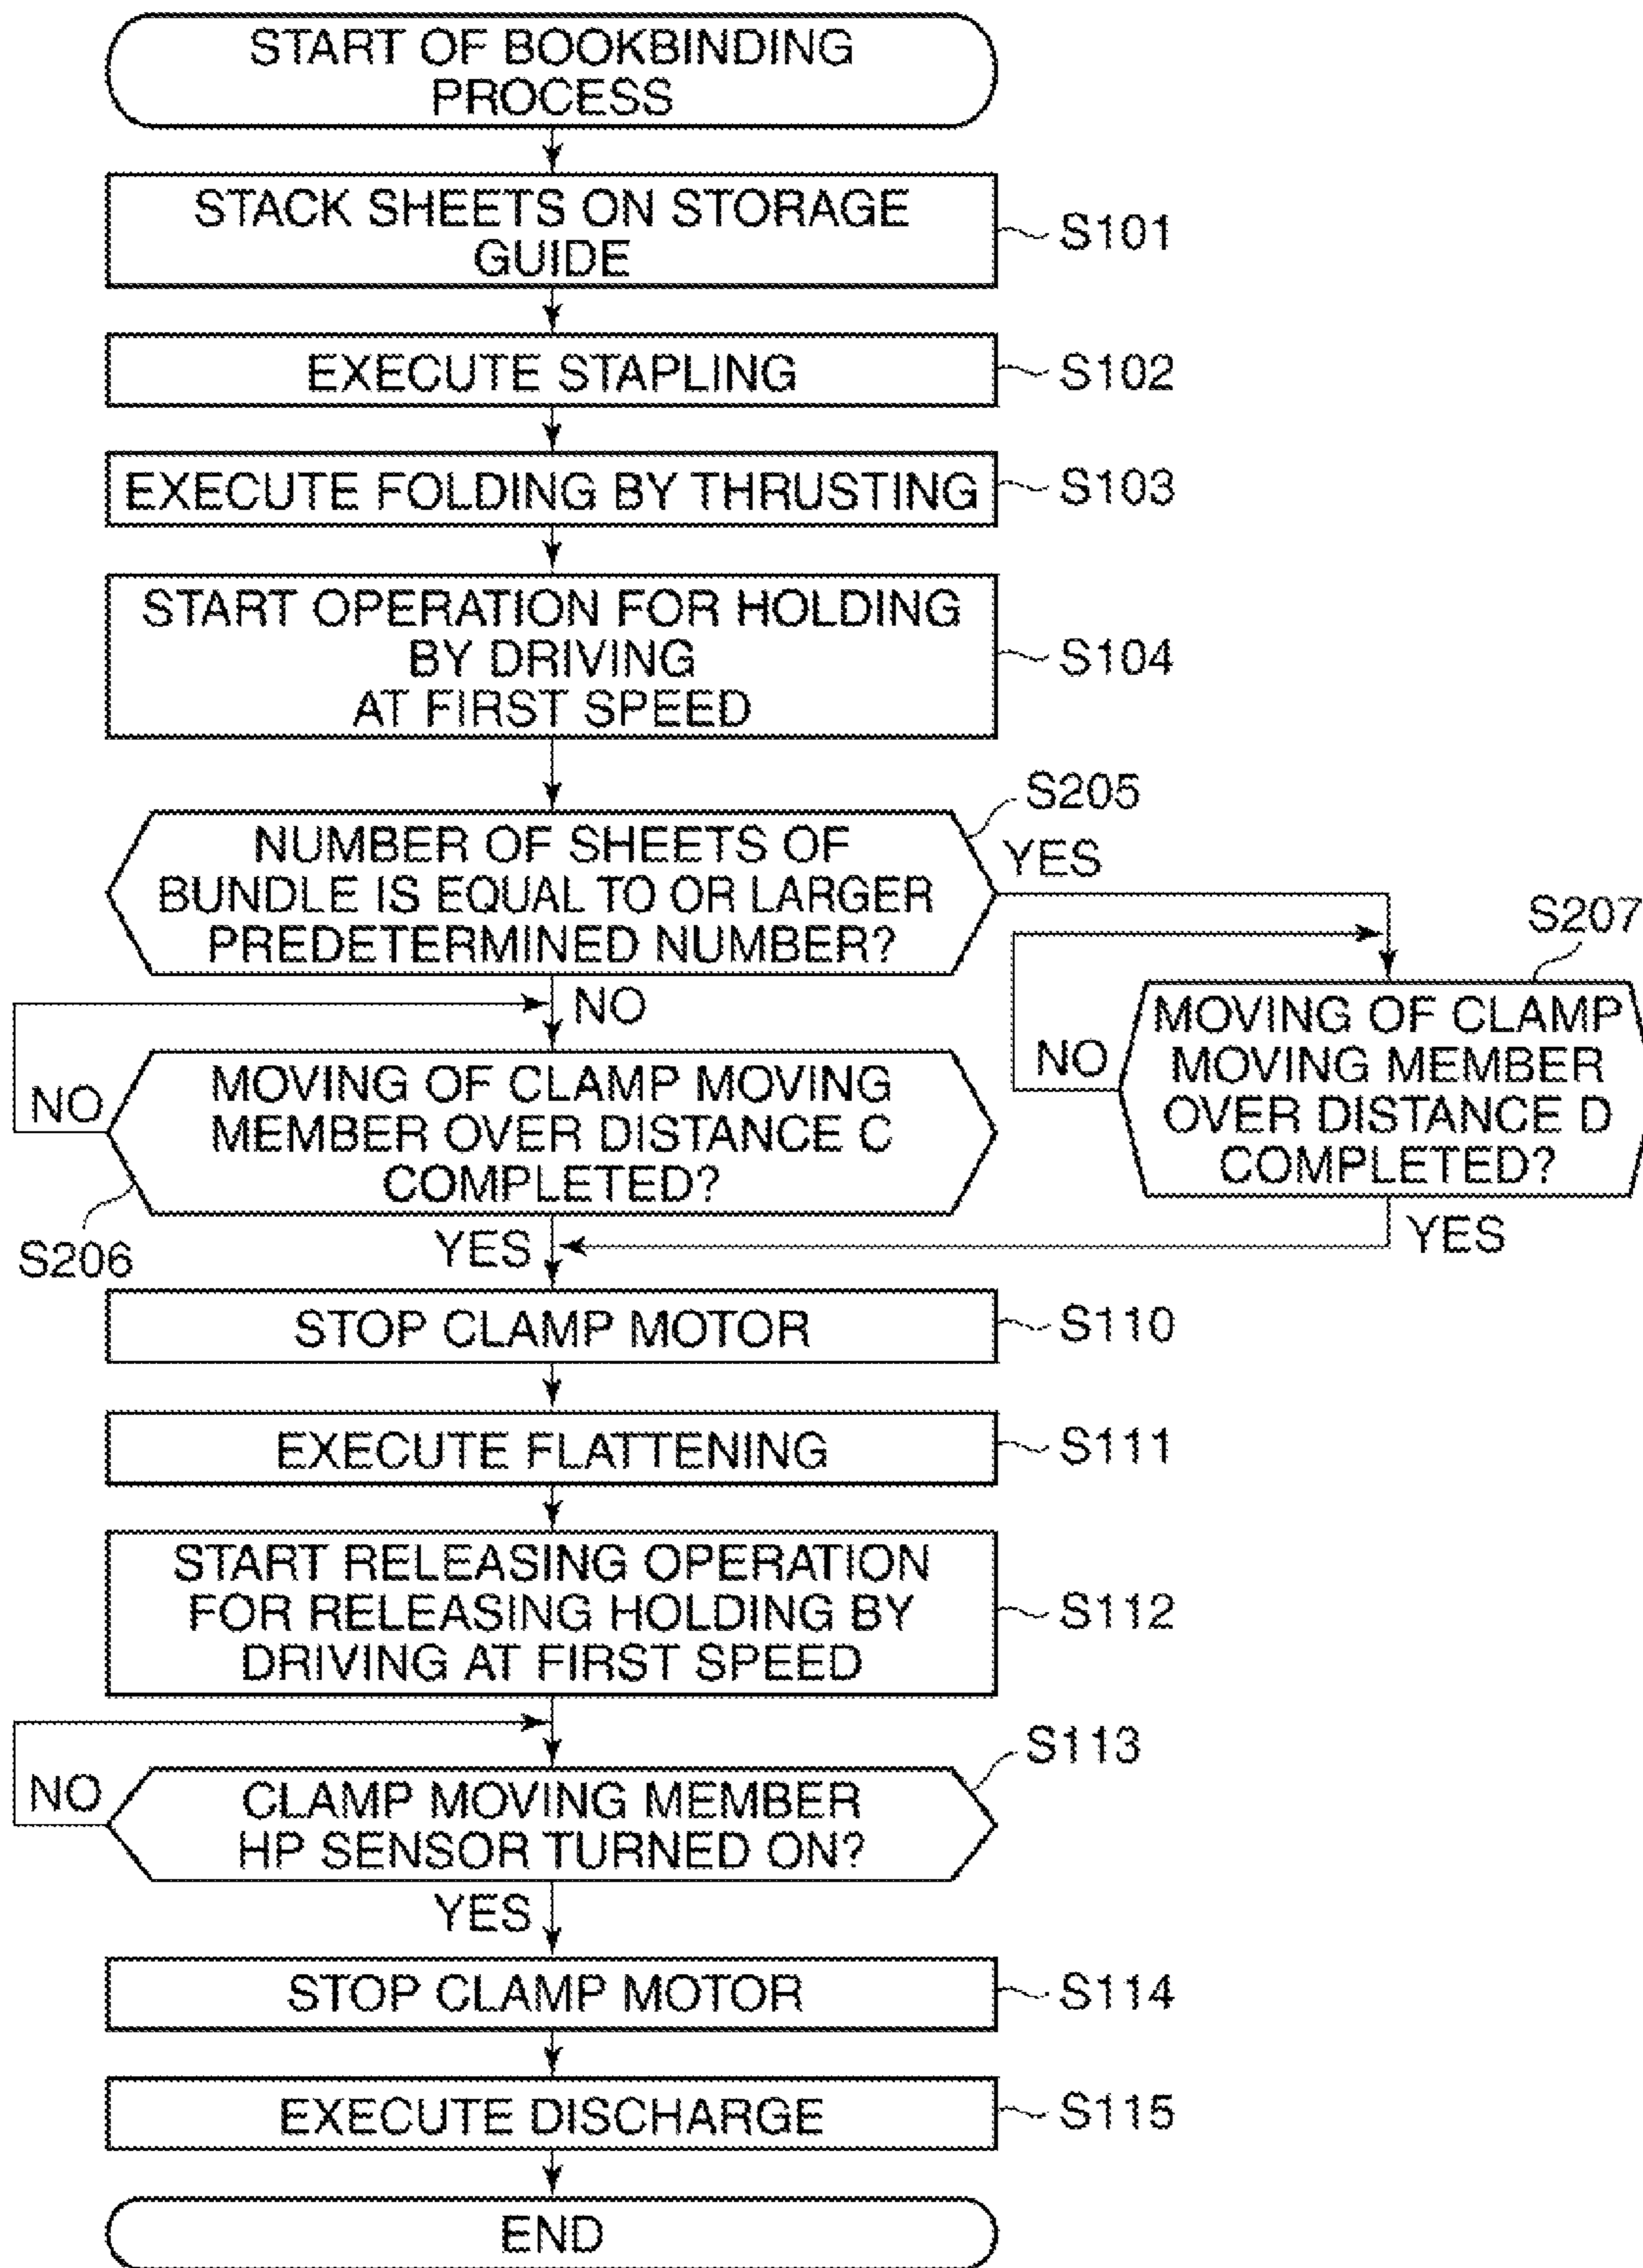 START OF BOOKBINDING
PROCESS
STACK SHEETS ON STORAGE
GUIDE
S101
EXECUTE STAPLING
S102
EXECUTE FOLDING BY THRUSTING
S103
START OPERATION FOR HOLDING
BY DRIVING
AT FIRST SPEED
S104
NUMBER OF SHEETS OF
BUNDLE IS EQUAL TO OR LARGER
PREDETERMINED NUMBER?
S205
YES
NO
S207
MOVING OF CLAMP
MOVING MEMBER
OVER DISTANCE D
COMPLETED?
NO
YES
MOVING OF CLAMP MOVING
MEMBER OVER DISTANCE C
COMPLETED?
NO
S206
YES
STOP CLAMP MOTOR
S110
EXECUTE FLATTENING
S111
START RELEASING OPERATION
FOR RELEASING HOLDING BY
DRIVING AT FIRST SPEED
S112
CLAMP MOVING MEMBER
HP SENSOR TURNED ON?
S113
NO
YES
STOP CLAMP MOTOR
S114
EXECUTE DISCHARGE
S115
END